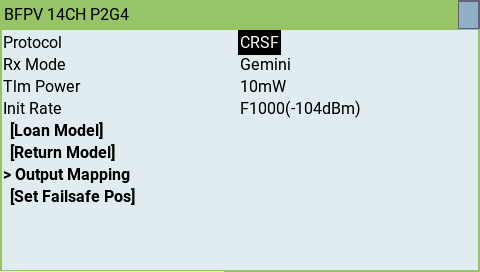 BFPV 14CH P2G4
Protocol CRSF
Rx Mode Gemini
Tlm Power 10mW
Init Rate F1000(-104dBm)
[Loan Model]
[Return Model]
> Output Mapping
[Set Failsafe Pos]